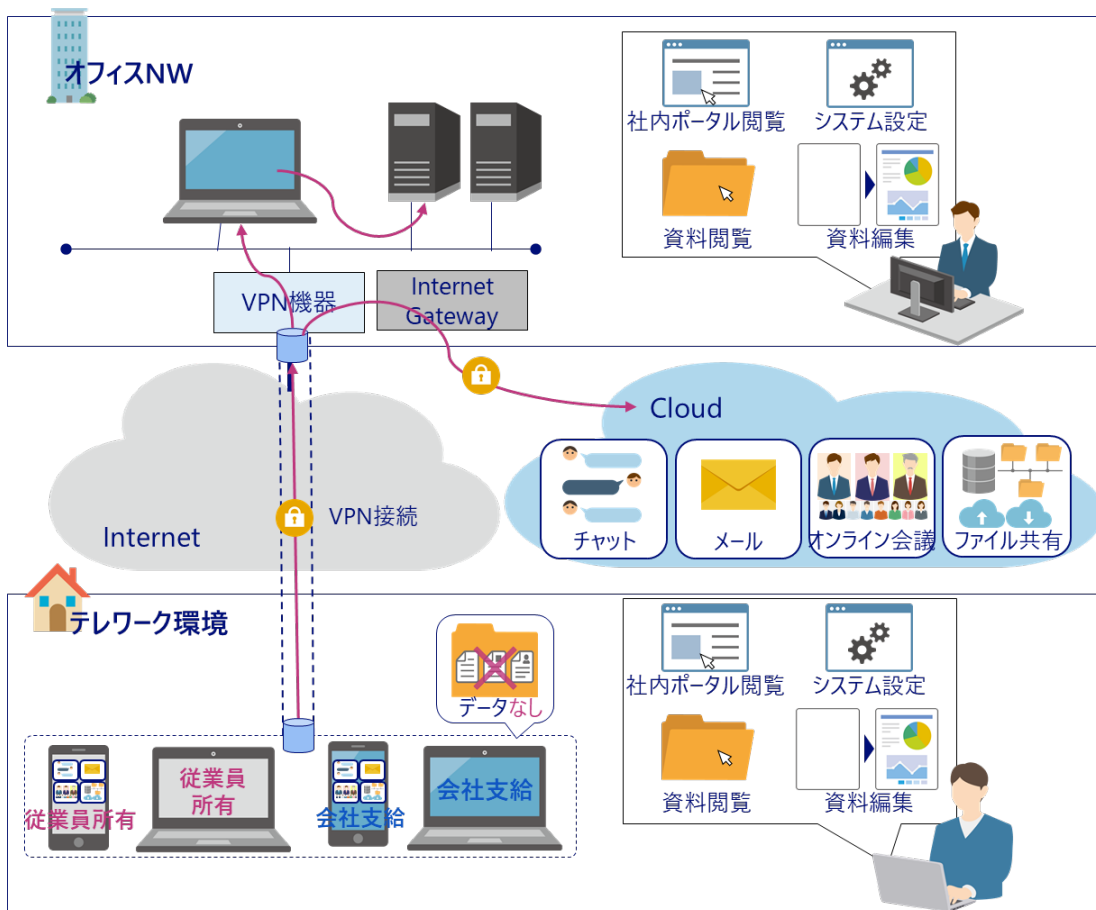 オフィスNW
社内ポータル閲覧
システム設定
資料閲覧
資料編集
VPN機器
Internet
Gateway
Cloud
チャット
メール
オンライン会議
ファイル共有
VPN接続
Internet
テレワーク環境
データなし
従業員所有
従業員
所有
会社支給
会社支給
社内ポータル閲覧
システム設定
資料閲覧
資料編集